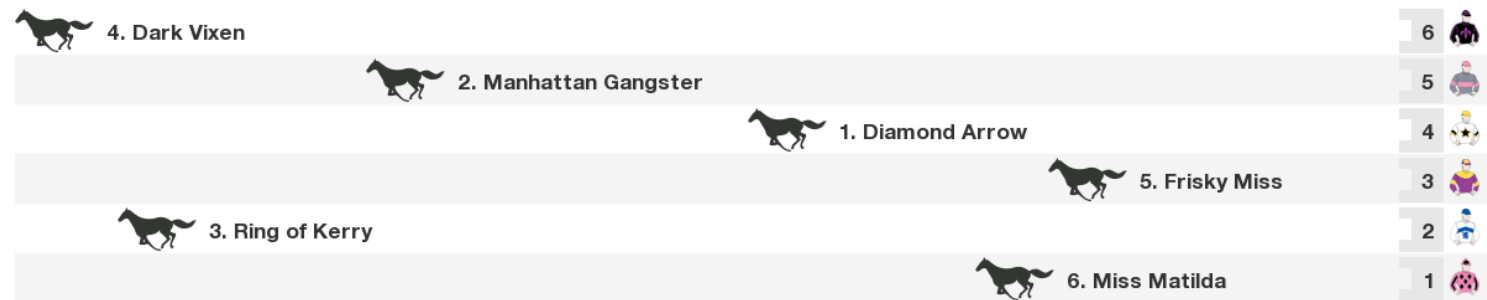 4. Dark Vixen 6
2. Manhattan Gangster 5
1. Diamond Arrow 4
5. Frisky Miss 3
3. Ring of Kerry 2
6. Miss Matilda 1